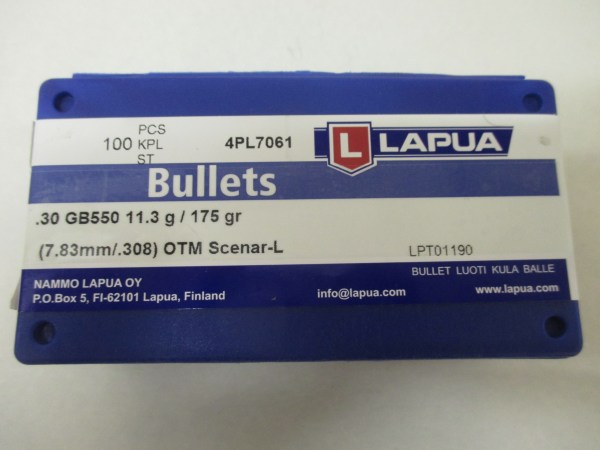 100 PCS KPL ST
4PL7061
L LAPUA
Bullets
.30 GB550 11.3 g / 175 gr
(7.83mm/.308) OTM Scenar-L
LPT01190
BULLET LUOTI KULA BALLE
NAMMO LAPUA OY
P.O.Box 5, FI-62101 Lapua, Finland
info@lapua.com
www.lapua.com